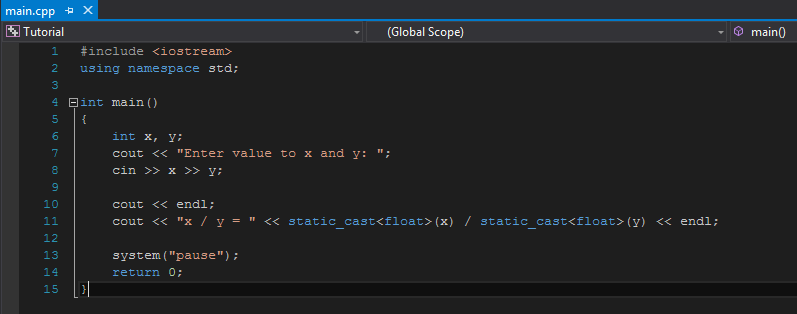 main.cpp
Tutorial (Global Scope) main()
1 #include <iostream>
2 using namespace std;
3
4 int main()
5 {
6 int x, y;
7 cout << "Enter value to x and y: ";
8 cin >> x >> y;
9
10 cout << endl;
11 cout << "x / y = " << static_cast<float>(x) / static_cast<float>(y) << endl;
12
13 system("pause");
14 return 0;
15 }